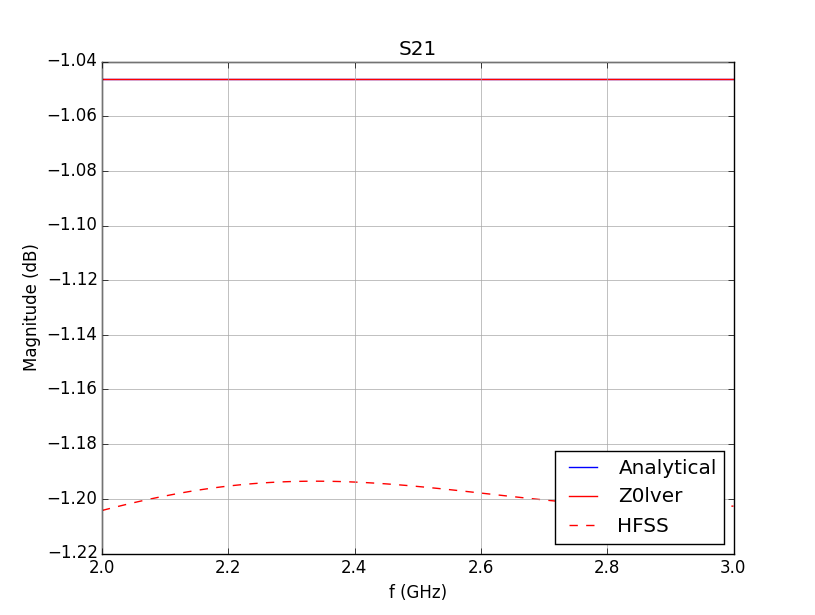 S21
−1.04
−1.06
−1.08
−1.10
−1.12
−1.14
−1.16
−1.18
−1.20
−1.22
Magnitude (dB)
Analytical
Z0lver
HFSS
2.0 2.2 2.4 2.6 2.8 3.0
f (GHz)